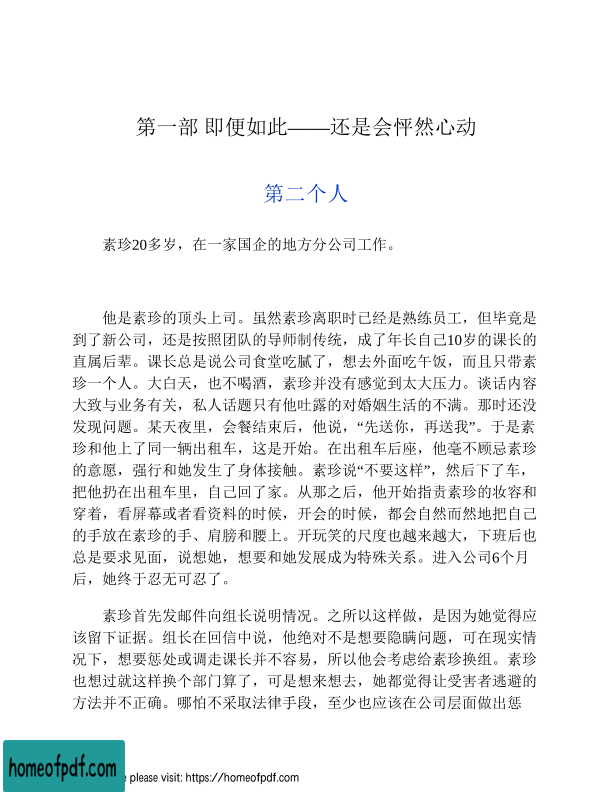 第一部 即便如此——还是会怦然心动
第二个人
素珍20多岁，在一家国企的地方分公司工作。
他是素珍的顶头上司。虽然素珍离职时已经是熟练员工，但毕竟是
到了新公司，还是按照团队的导师制传统，成了年长自己10岁的课长的
直属后辈。课长总是说公司食堂吃腻了，想去外面吃午饭，而且只带素
珍一个人。大白天，也不喝酒，素珍并没有感觉到太大压力。谈话内容
大致与业务有关，私人话题只有他吐露的对婚姻生活的不满。那时还没
发现问题。某天夜里，会餐结束后，他说，“先送你，再送我”。于是素
珍和他上了同一辆出租车，这是开始。在出租车后座，他毫不顾忌素珍
的意愿，强行和她发生了身体接触。素珍说“不要这样”，然后下了车，
把他扔在出租车里，自己回了家。从那之后，他开始指责素珍的妆容和
穿着，看屏幕或者看资料的时候，开会的时候，都会自然而然地把自己
的手放在素珍的手、肩膀和腰上。开玩笑的尺度也越来越大，下班后也
总是要求见面，说想她，想要和她发展成为特殊关系。进入公司6个月
后，她终于忍无可忍了。
素珍首先发邮件向组长说明情况。之所以这样做，是因为她觉得应
该留下证据。组长在回信中说，他绝对不是想要隐瞒问题，可在现实情
况下，想要惩处或调走课长并不容易，所以他会考虑给素珍换组。素珍
也想过就这样换个部门算了，可是想来想去，她都觉得让受害者逃避的
方法并不正确。哪怕不采取法律手段，至少也应该在公司层面做出惩
homeofpdf.com
e please visit: https://homeofpdf.com